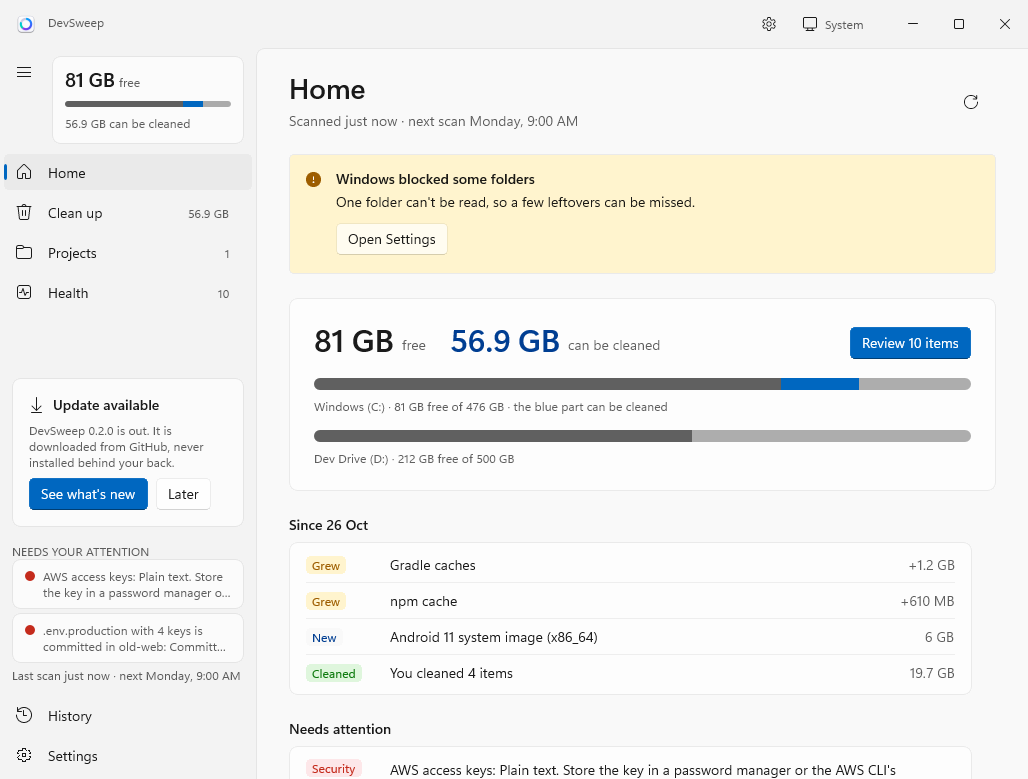 DevSweep
System
81 GB free
56.9 GB can be cleaned
Home
Clean up 56.9 GB
Projects 1
Health 10
Update available
DevSweep 0.2.0 is out. It is
downloaded from GitHub, never
installed behind your back.
See what's new Later
NEEDS YOUR ATTENTION
AWS access keys: Plain text. Store
the key in a password manager o...
.env.production with 4 keys is
committed in old-web: Committ...
Last scan just now · next Monday, 9:00 AM
History
Settings
Home
Scanned just now · next scan Monday, 9:00 AM
Windows blocked some folders
One folder can't be read, so a few leftovers can be missed.
Open Settings
81 GB free 56.9 GB can be cleaned
Review 10 items
Windows (C:) · 81 GB free of 476 GB · the blue part can be cleaned
Dev Drive (D:) · 212 GB free of 500 GB
Since 26 Oct
Grew Gradle caches +1.2 GB
Grew npm cache +610 MB
New Android 11 system image (x86_64) 6 GB
Cleaned You cleaned 4 items 19.7 GB
Needs attention
Security AWS access keys: Plain text. Store the key in a password manager or the AWS CLI's